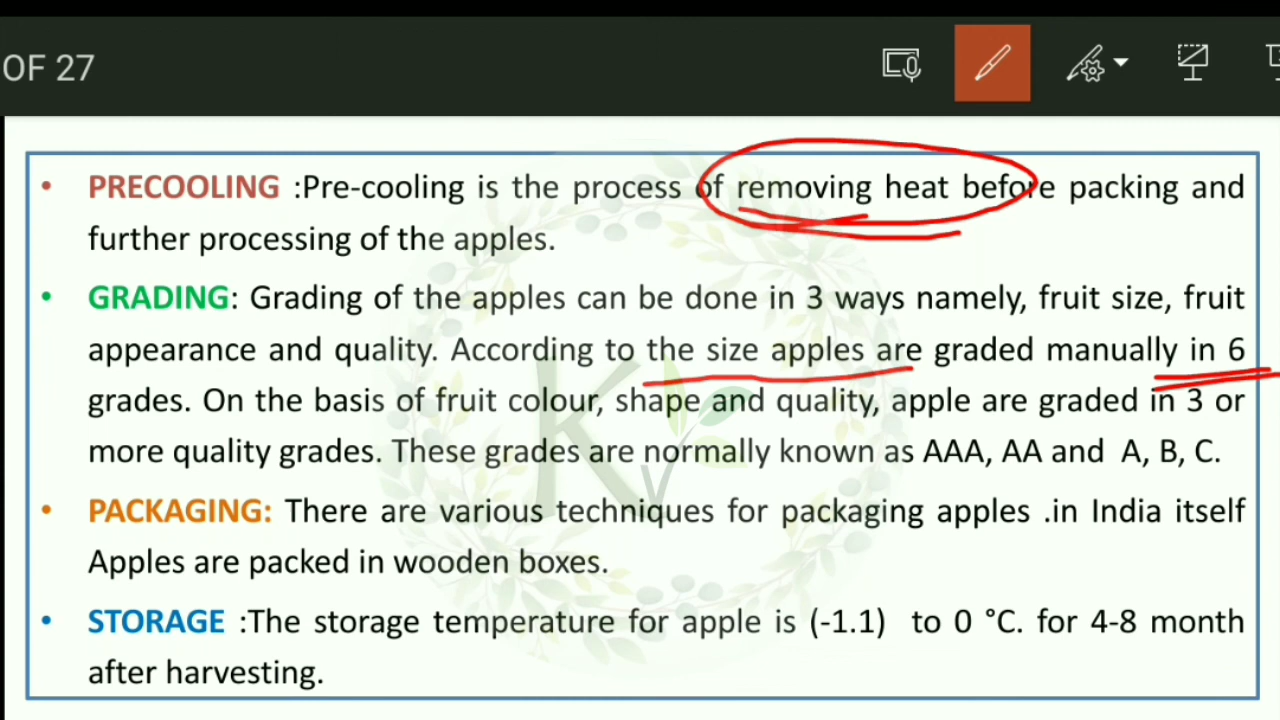 OF 27
• PRECOOLING :Pre-cooling is the process of removing heat before packing and
further processing of the apples.
• GRADING: Grading of the apples can be done in 3 ways namely, fruit size, fruit
appearance and quality. According to the size apples are graded manually in 6
grades. On the basis of fruit colour, shape and quality, apple are graded in 3 or
more quality grades. These grades are normally known as AAA, AA and A, B, C.
• PACKAGING: There are various techniques for packaging apples .in India itself
Apples are packed in wooden boxes.
• STORAGE :The storage temperature for apple is (-1.1) to 0 °C. for 4-8 month
after harvesting.